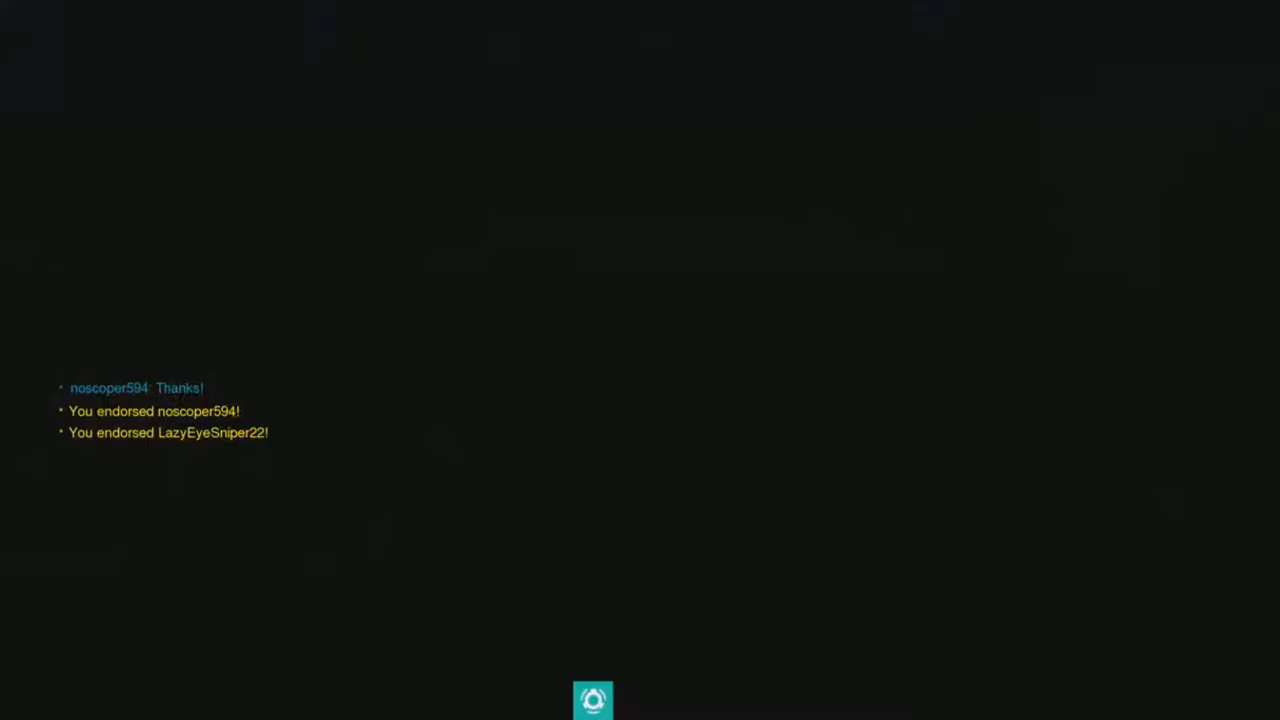 noscoper594: Thanks!
You endorsed noscoper594!
You endorsed LazyEyeSniper22!